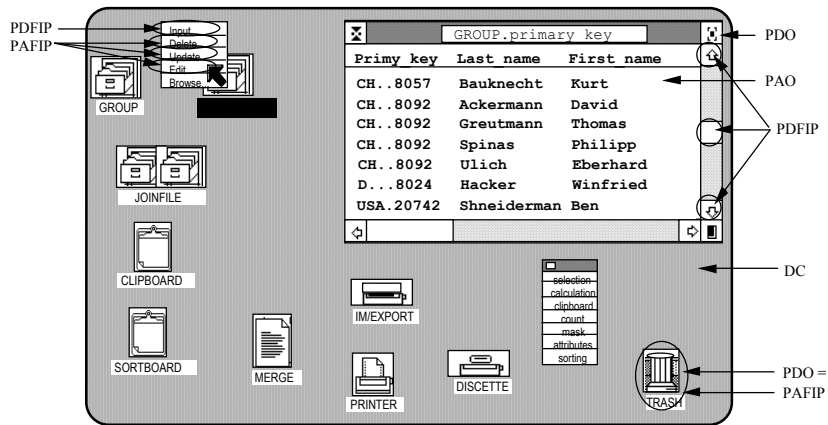 PDFIP
PAFIP
Input
Delete
Update
Edit
Browse
GROUP
JOINFILE
CLIPBOARD
SORTBOARD
MERGE
IM/EXPORT
PRINTER
DISCETTE
selection
calculation
clipboard
count
mask
attributes
sorting
TRASH
GROUP.primary key
Primy key Last name First name
CH..8057 Bauknecht Kurt
CH..8092 Ackermann David
CH..8092 Greutmann Thomas
CH..8092 Spinas Philipp
CH..8092 Ulich Eberhard
D...8024 Hacker Winfried
USA.20742 Shneiderman Ben
PDO
PAO
PDFIP
DC
PDO =
PAFIP